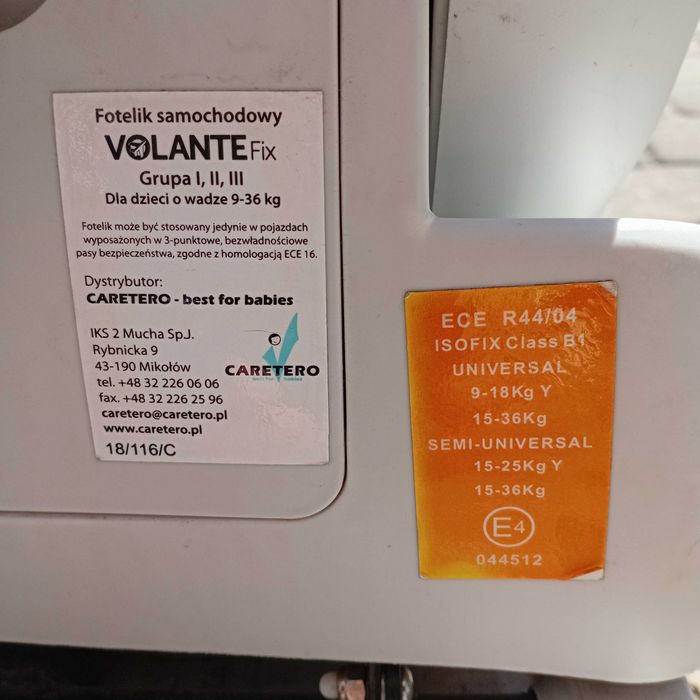 Fotelik samochodowy
VOLANTE Fix
Grupa I, II, III
Dla dzieci o wadze 9-36 kg
Fotelik może być stosowany jedynie w pojazdach
wyposażonych w 3-punktowe, bezwładnościowe
pasy bezpieczeństwa, zgodne z homologacją ECE 16.
Dystrybutor:
CARETERO - best for babies
IKS 2 Mucha Sp.J.
Rybnicka 9
43-190 Mikołów
tel. +48 32 226 06 06
fax. +48 32 226 25 96
caretero@caretero.pl
www.caretero.pl
18/116/C
CARETERO
best for babies
ECE R44/04
ISOFIX Class B1
UNIVERSAL
9-18Kg Y
15-36Kg
SEMI-UNIVERSAL
15-25Kg Y
15-36Kg
E4
044512